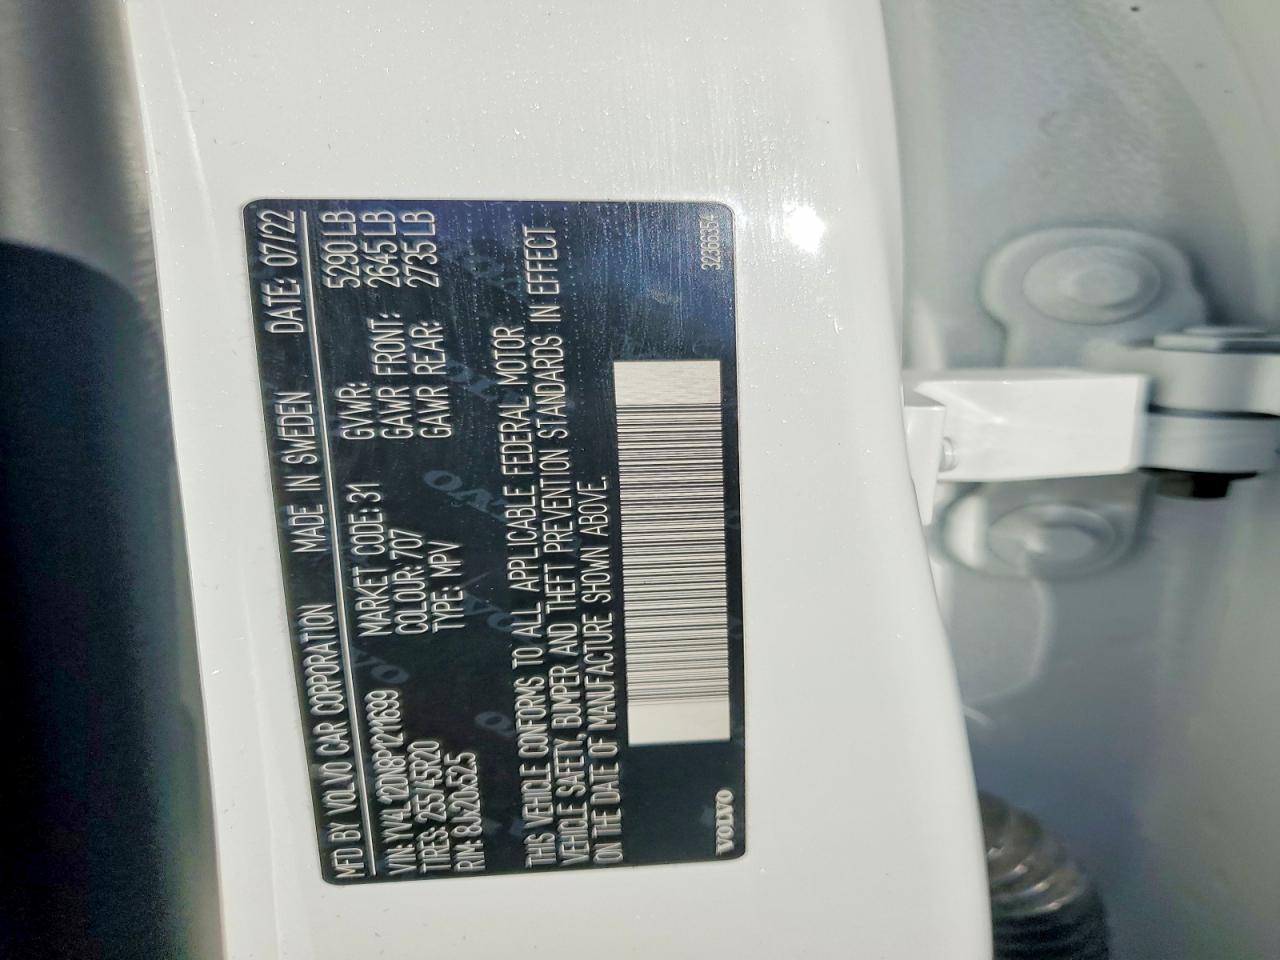 MFD BY VOLVO CAR CORPORATION MADE IN SWEDEN DATE: 07/22
VIN: YV4L12DN8P1211699 MARKET CODE: 31 GVWR: 5290 LB
TIRES: 255/45R20 COLOUR: 707 GAWR FRONT: 2645 LB
RIM: 8Jx20x52.5 TYPE: MPV GAWR REAR: 2735 LB
THIS VEHICLE CONFORMS TO ALL APPLICABLE FEDERAL MOTOR
VEHICLE SAFETY, BUMPER AND THEFT PREVENTION STANDARDS IN EFFECT
ON THE DATE OF MANUFACTURE SHOWN ABOVE.
VOLVO